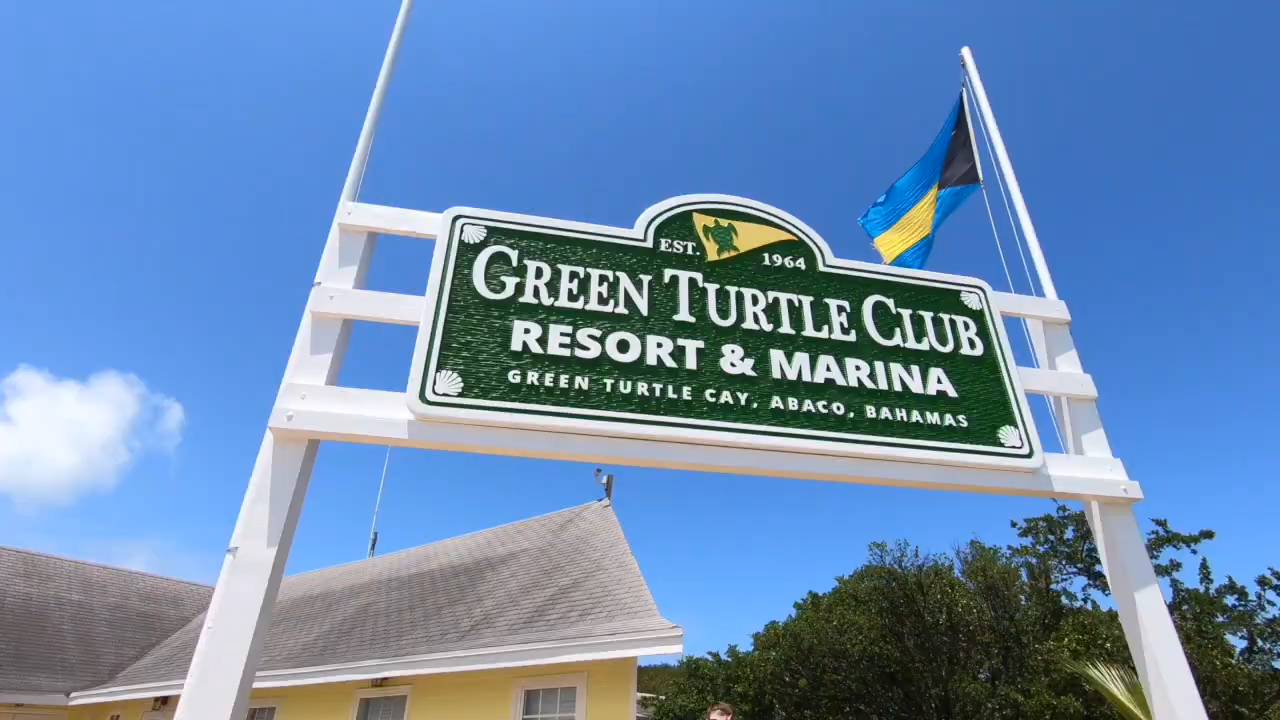 EST. 1964
GREEN TURTLE CLUB
RESORT & MARINA
GREEN TURTLE CAY, ABACO, BAHAMAS